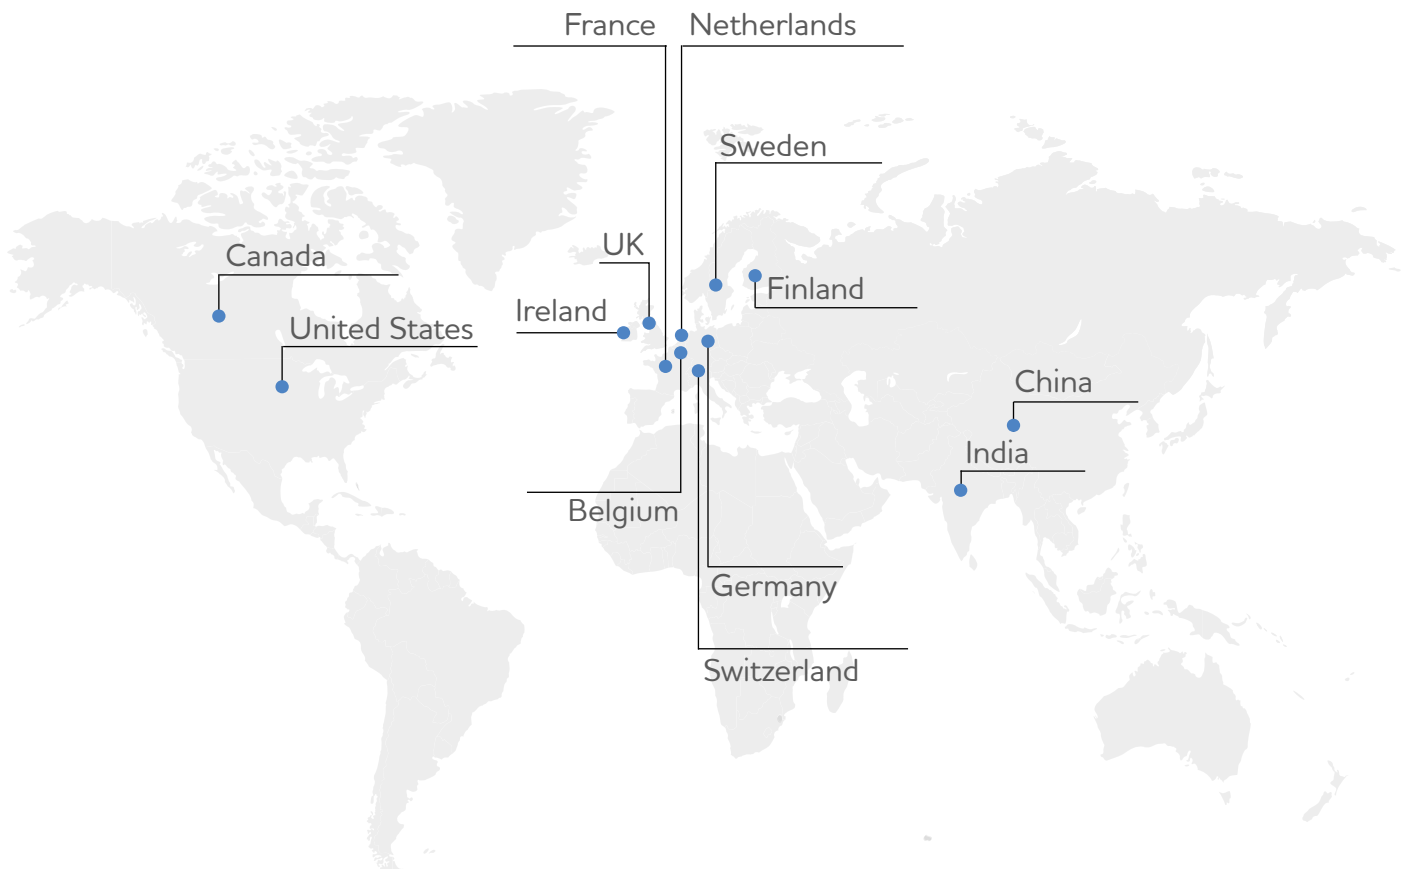 France
Netherlands
Sweden
UK
Canada
Finland
Ireland
United States
China
India
Belgium
Germany
Switzerland